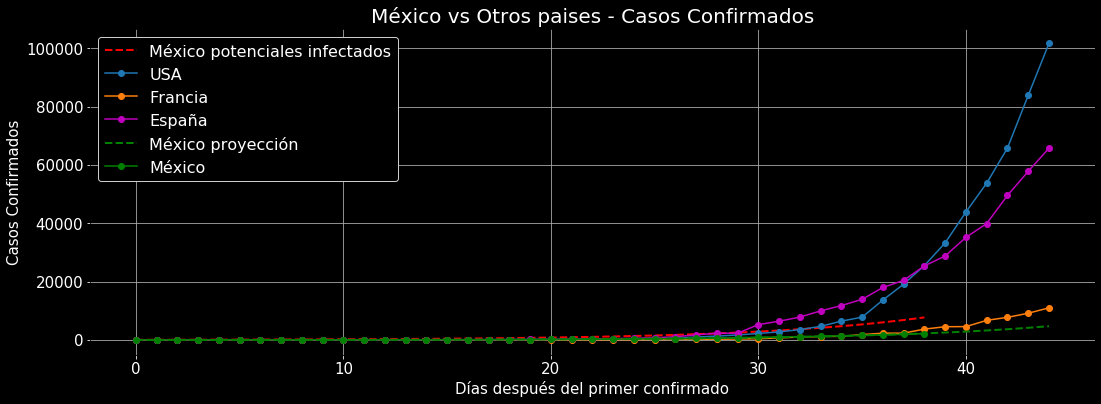 México vs Otros paises - Casos Confirmados
México potenciales infectados
USA
Francia
España
México proyección
México
Casos Confirmados
100000
80000
60000
40000
20000
0
0 10 20 30 40
Días después del primer confirmado